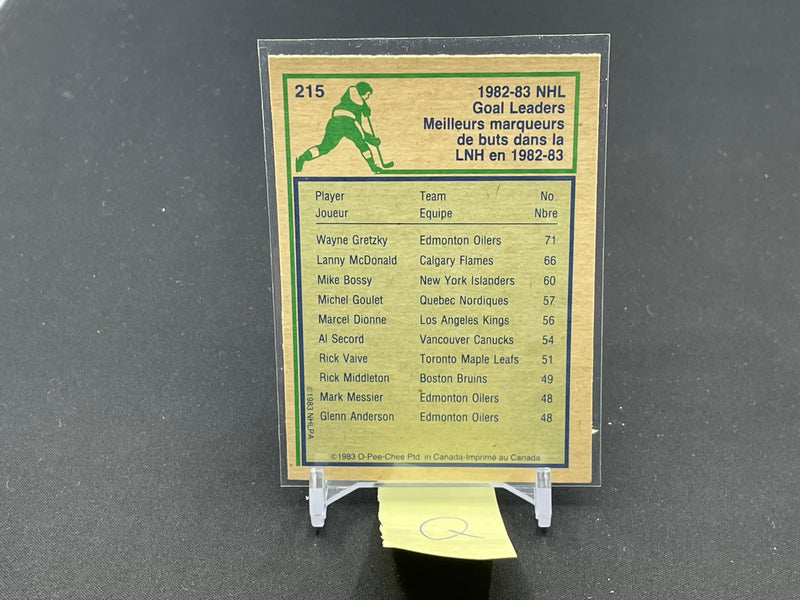 215
1982-83 NHL
Goal Leaders
Meilleurs marqueurs
de buts dans la
LNH en 1982-83
Player Team No.
Joueur Equipe Nbre
Wayne Gretzky Edmonton Oilers 71
Lanny McDonald Calgary Flames 66
Mike Bossy New York Islanders 60
Michel Goulet Quebec Nordiques 57
Marcel Dionne Los Angeles Kings 56
Al Secord Vancouver Canucks 54
Rick Vaive Toronto Maple Leafs 51
Rick Middleton Boston Bruins 49
Mark Messier Edmonton Oilers 48
Glenn Anderson Edmonton Oilers 48
©1983 NHLPA
©1983 O-Pee-Chee Ptd. in Canada-Imprimé au Canada
Q